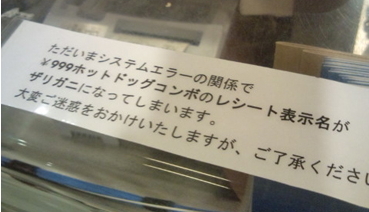 ただいまシステムエラーの関係で
￥999ホットドッグコンボのレシート表示名が
ザリガニになってしまいます。
大変ご迷惑をおかけいたしますが、ご了承ください